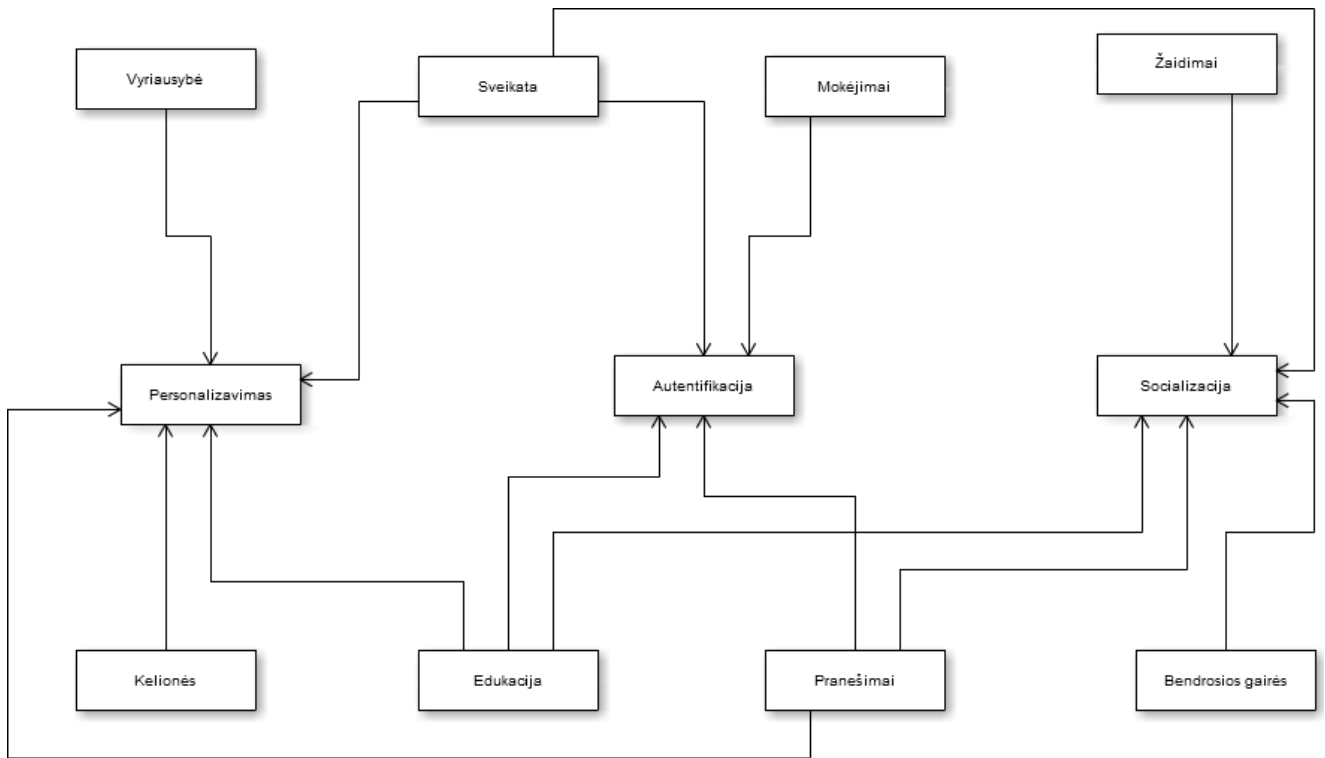 Vyriausybė
Sveikata
Mokėjimai
Žaidimai
Personalizavimas
Autentifikacija
Socializacija
Kelionės
Edukacija
Pranešimai
Bendrosios gairės